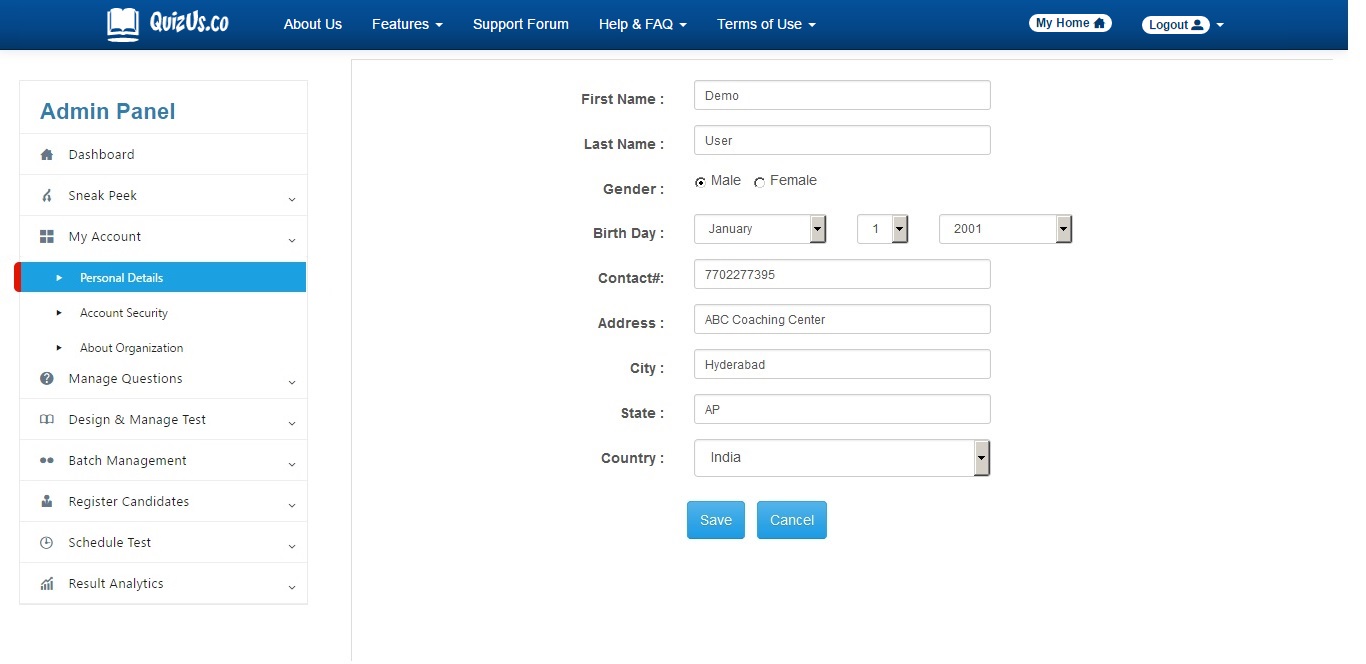 QuizUs.co
About Us Features Support Forum Help & FAQ Terms of Use My Home Logout
Admin Panel
Dashboard
Sneak Peek
My Account
Personal Details
Account Security
About Organization
Manage Questions
Design & Manage Test
Batch Management
Register Candidates
Schedule Test
Result Analytics
First Name : Demo
Last Name : User
Gender : Male Female
Birth Day : January 1 2001
Contact#: 7702277395
Address : ABC Coaching Center
City : Hyderabad
State : AP
Country : India
Save Cancel